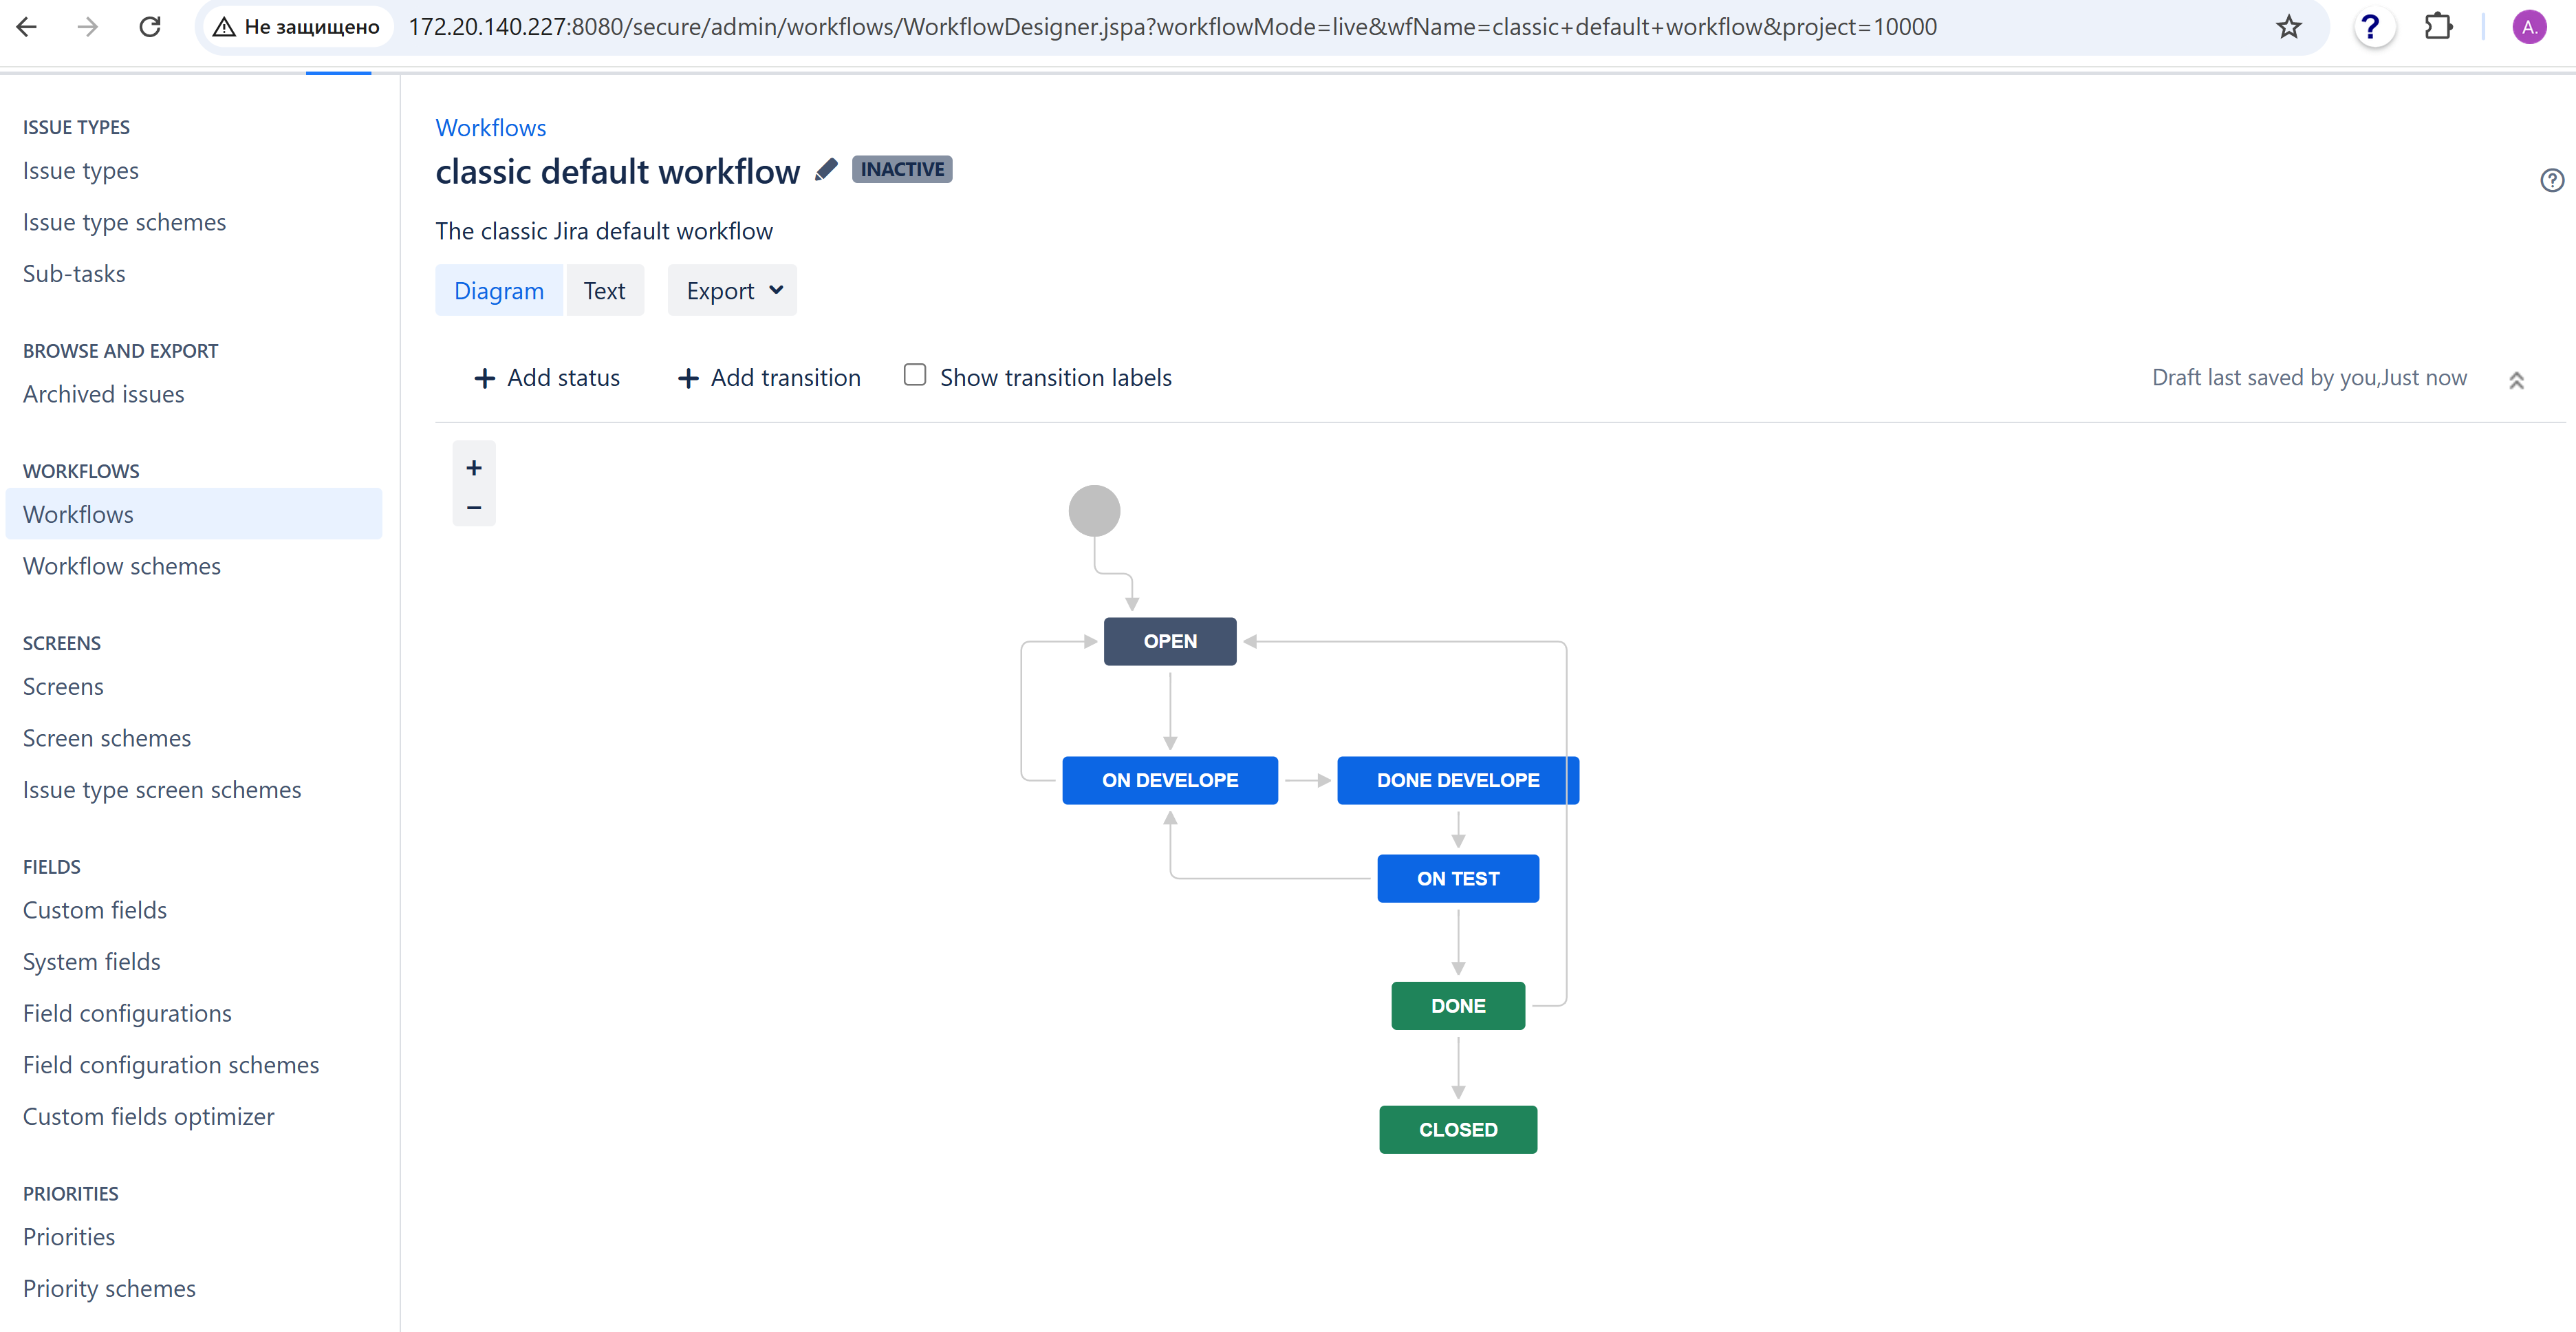 Не защищено 172.20.140.227:8080/secure/admin/workflows/WorkflowDesigner.jspa?workflowMode=live&wfName=classic+default+workflow&project=10000
?
A.
ISSUE TYPES
Issue types
Issue type schemes
Sub-tasks
BROWSE AND EXPORT
Archived issues
WORKFLOWS
Workflows
Workflow schemes
SCREENS
Screens
Screen schemes
Issue type screen schemes
FIELDS
Custom fields
System fields
Field configurations
Field configuration schemes
Custom fields optimizer
PRIORITIES
Priorities
Priority schemes
Workflows
classic default workflow INACTIVE
?
The classic Jira default workflow
Diagram Text Export
+ Add status + Add transition Show transition labels Draft last saved by you,Just now
+
−
OPEN
ON DEVELOPE DONE DEVELOPE
ON TEST
DONE
CLOSED